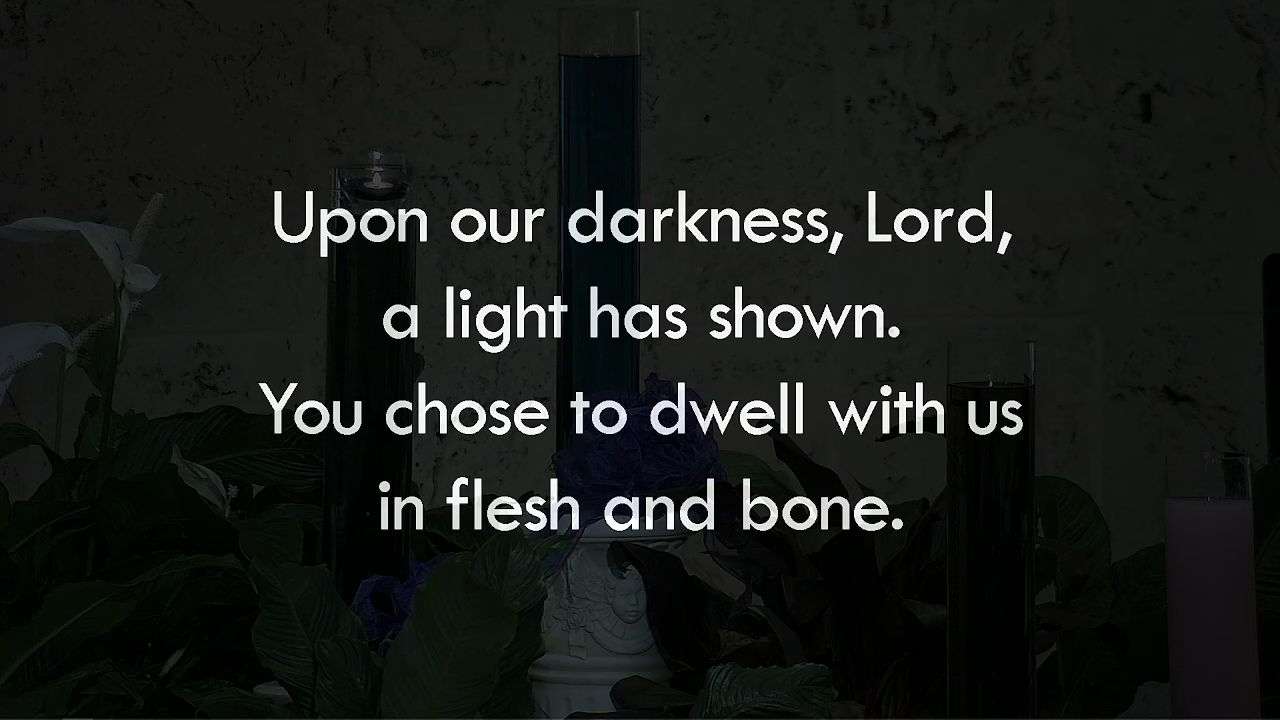 Upon our darkness, Lord,
a light has shown.
You chose to dwell with us
in flesh and bone.